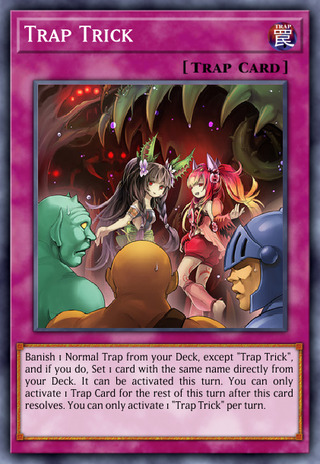 Trap Trick
TRAP
罠
[Trap Card]
Banish 1 Normal Trap from your Deck, except "Trap Trick",
and if you do, Set 1 card with the same name directly from
your Deck. It can be activated this turn. You can only
activate 1 Trap Card for the rest of this turn after this card
resolves. You can only activate 1 "Trap Trick" per turn.